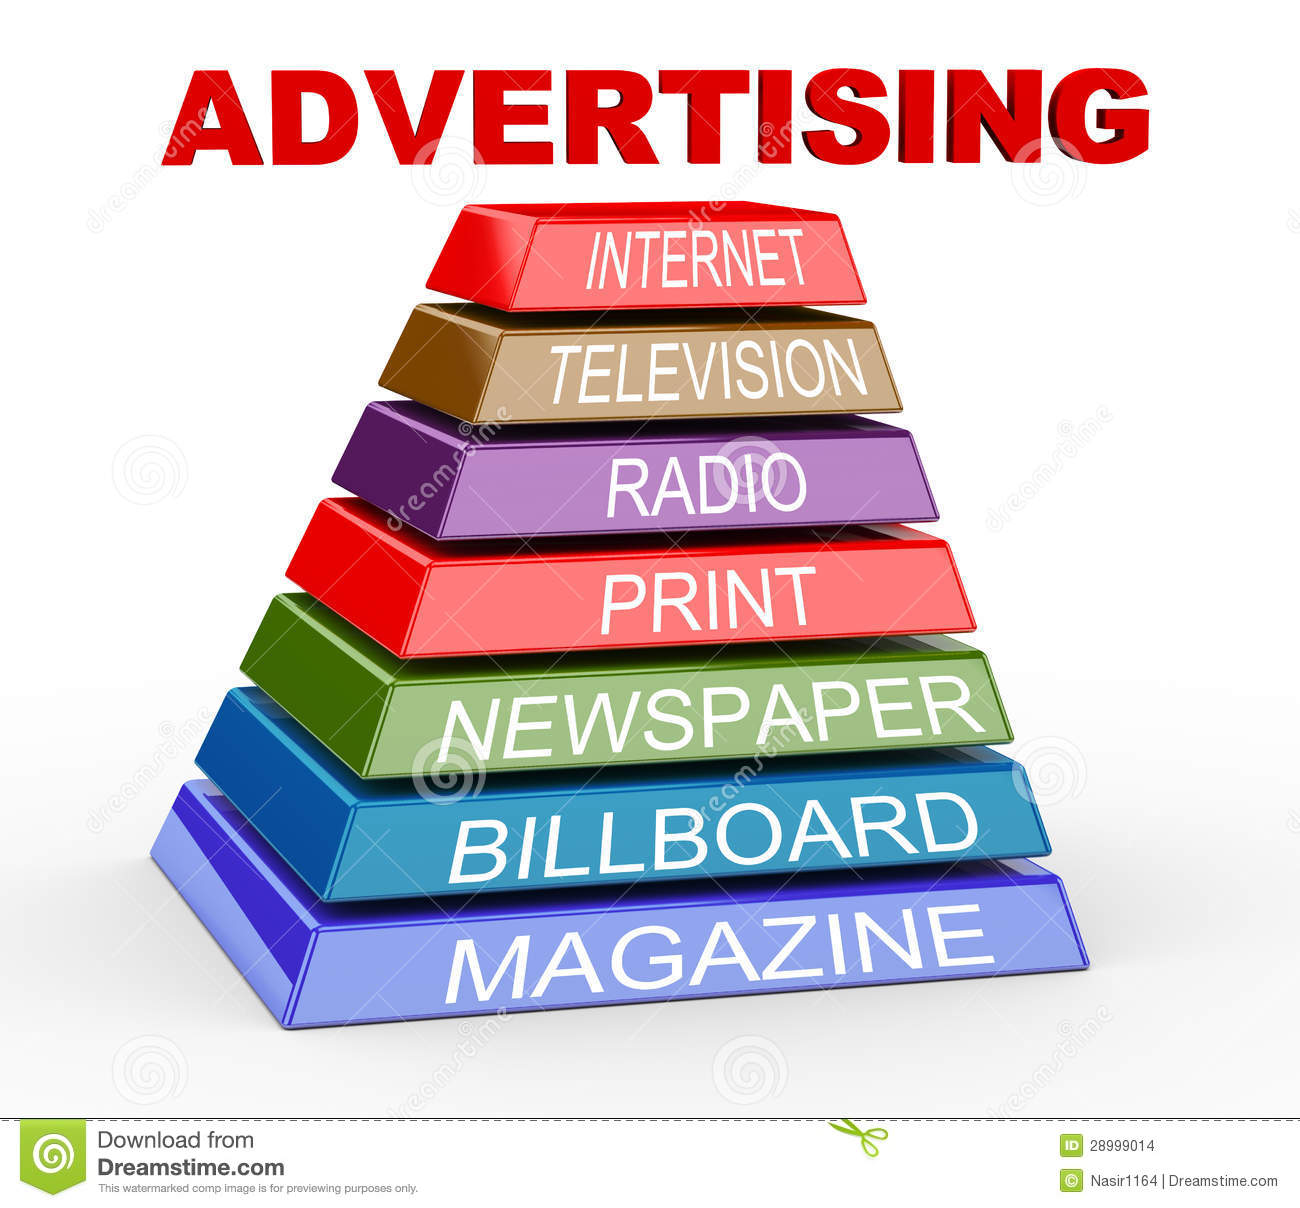 ADVERTISING
INTERNET
TELEVISION
RADIO
PRINT
NEWSPAPER
BILLBOARD
MAGAZINE
Download from
Dreamstime.com
This watermarked comp image is for previewing purposes only.
ID 28999014
© Nasir1164 | Dreamstime.com
dreamstime